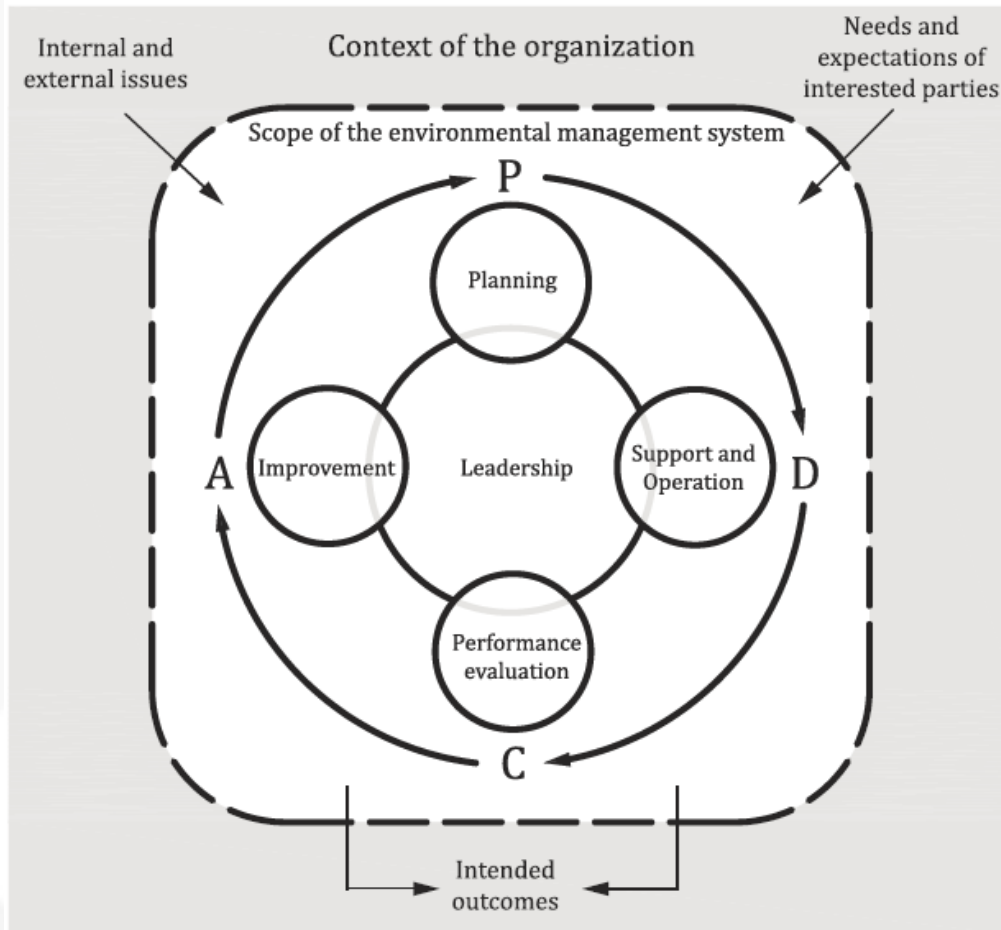 Internal and
external issues
Context of the organization
Needs and
expectations of
interested parties
Scope of the environmental management system
P
Planning
A
Improvement
Leadership
Support and
Operation
D
Performance
evaluation
C
Intended
outcomes